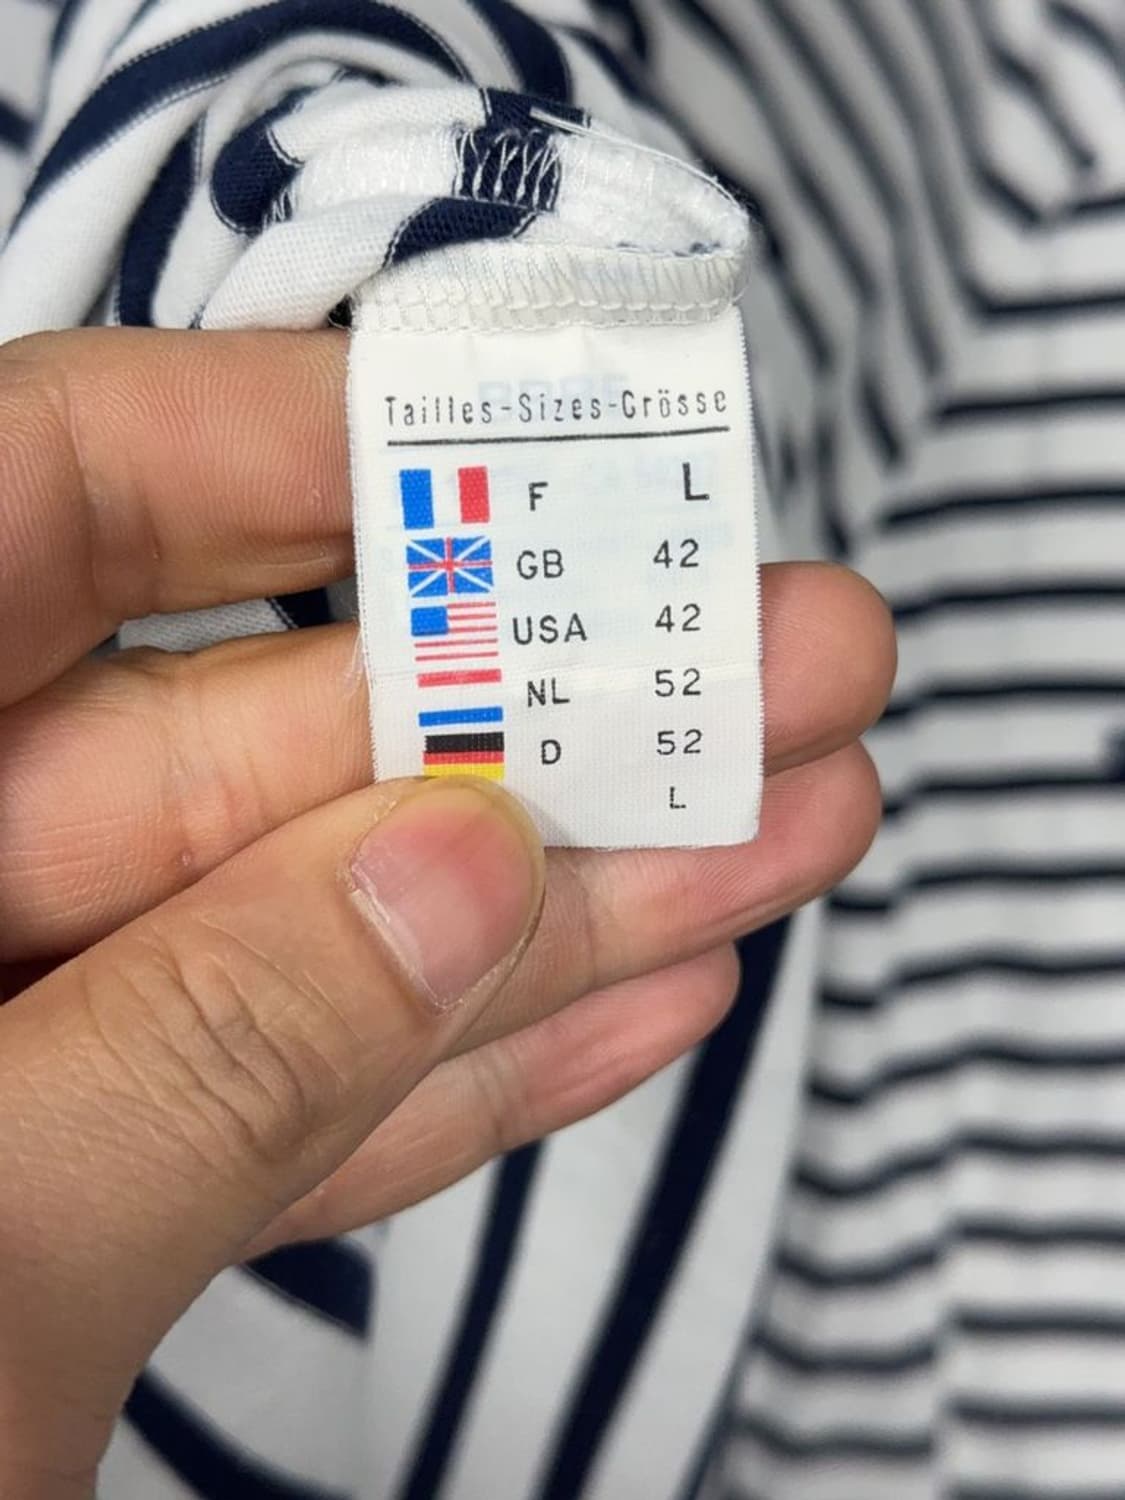 Tailles-Sizes-Grösse
F L
GB 42
USA 42
NL 52
D 52
L